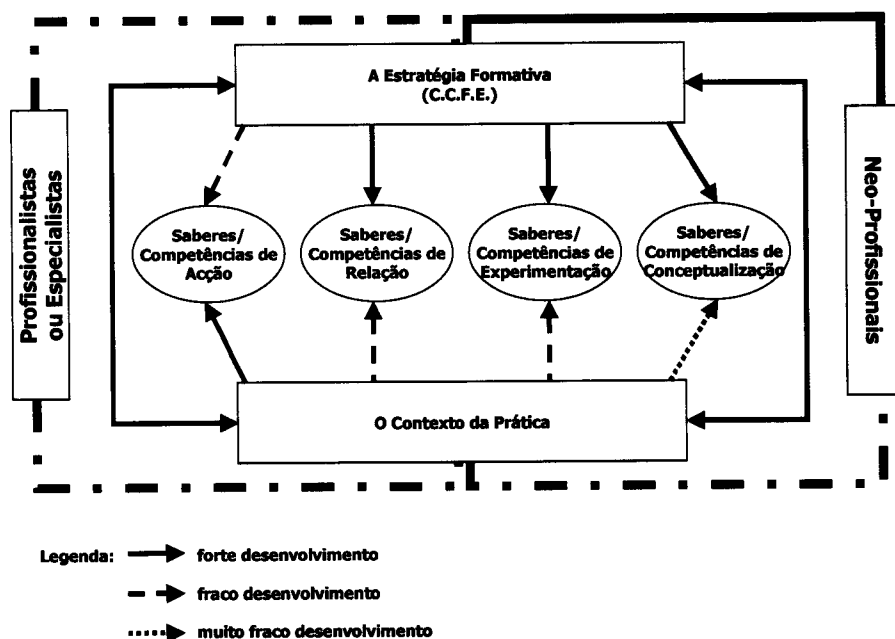 A Estratégia Formativa
(C.C.F.E.)
Profissionalistas
ou Especialistas
Neo-Profissionais
Saberes/
Competências de
Acção
Saberes/
Competências de
Relação
Saberes/
Competências de
Experimentação
Saberes/
Competências de
Conceptualização
O Contexto da Prática
Legenda:
forte desenvolvimento
fraco desenvolvimento
muito fraco desenvolvimento